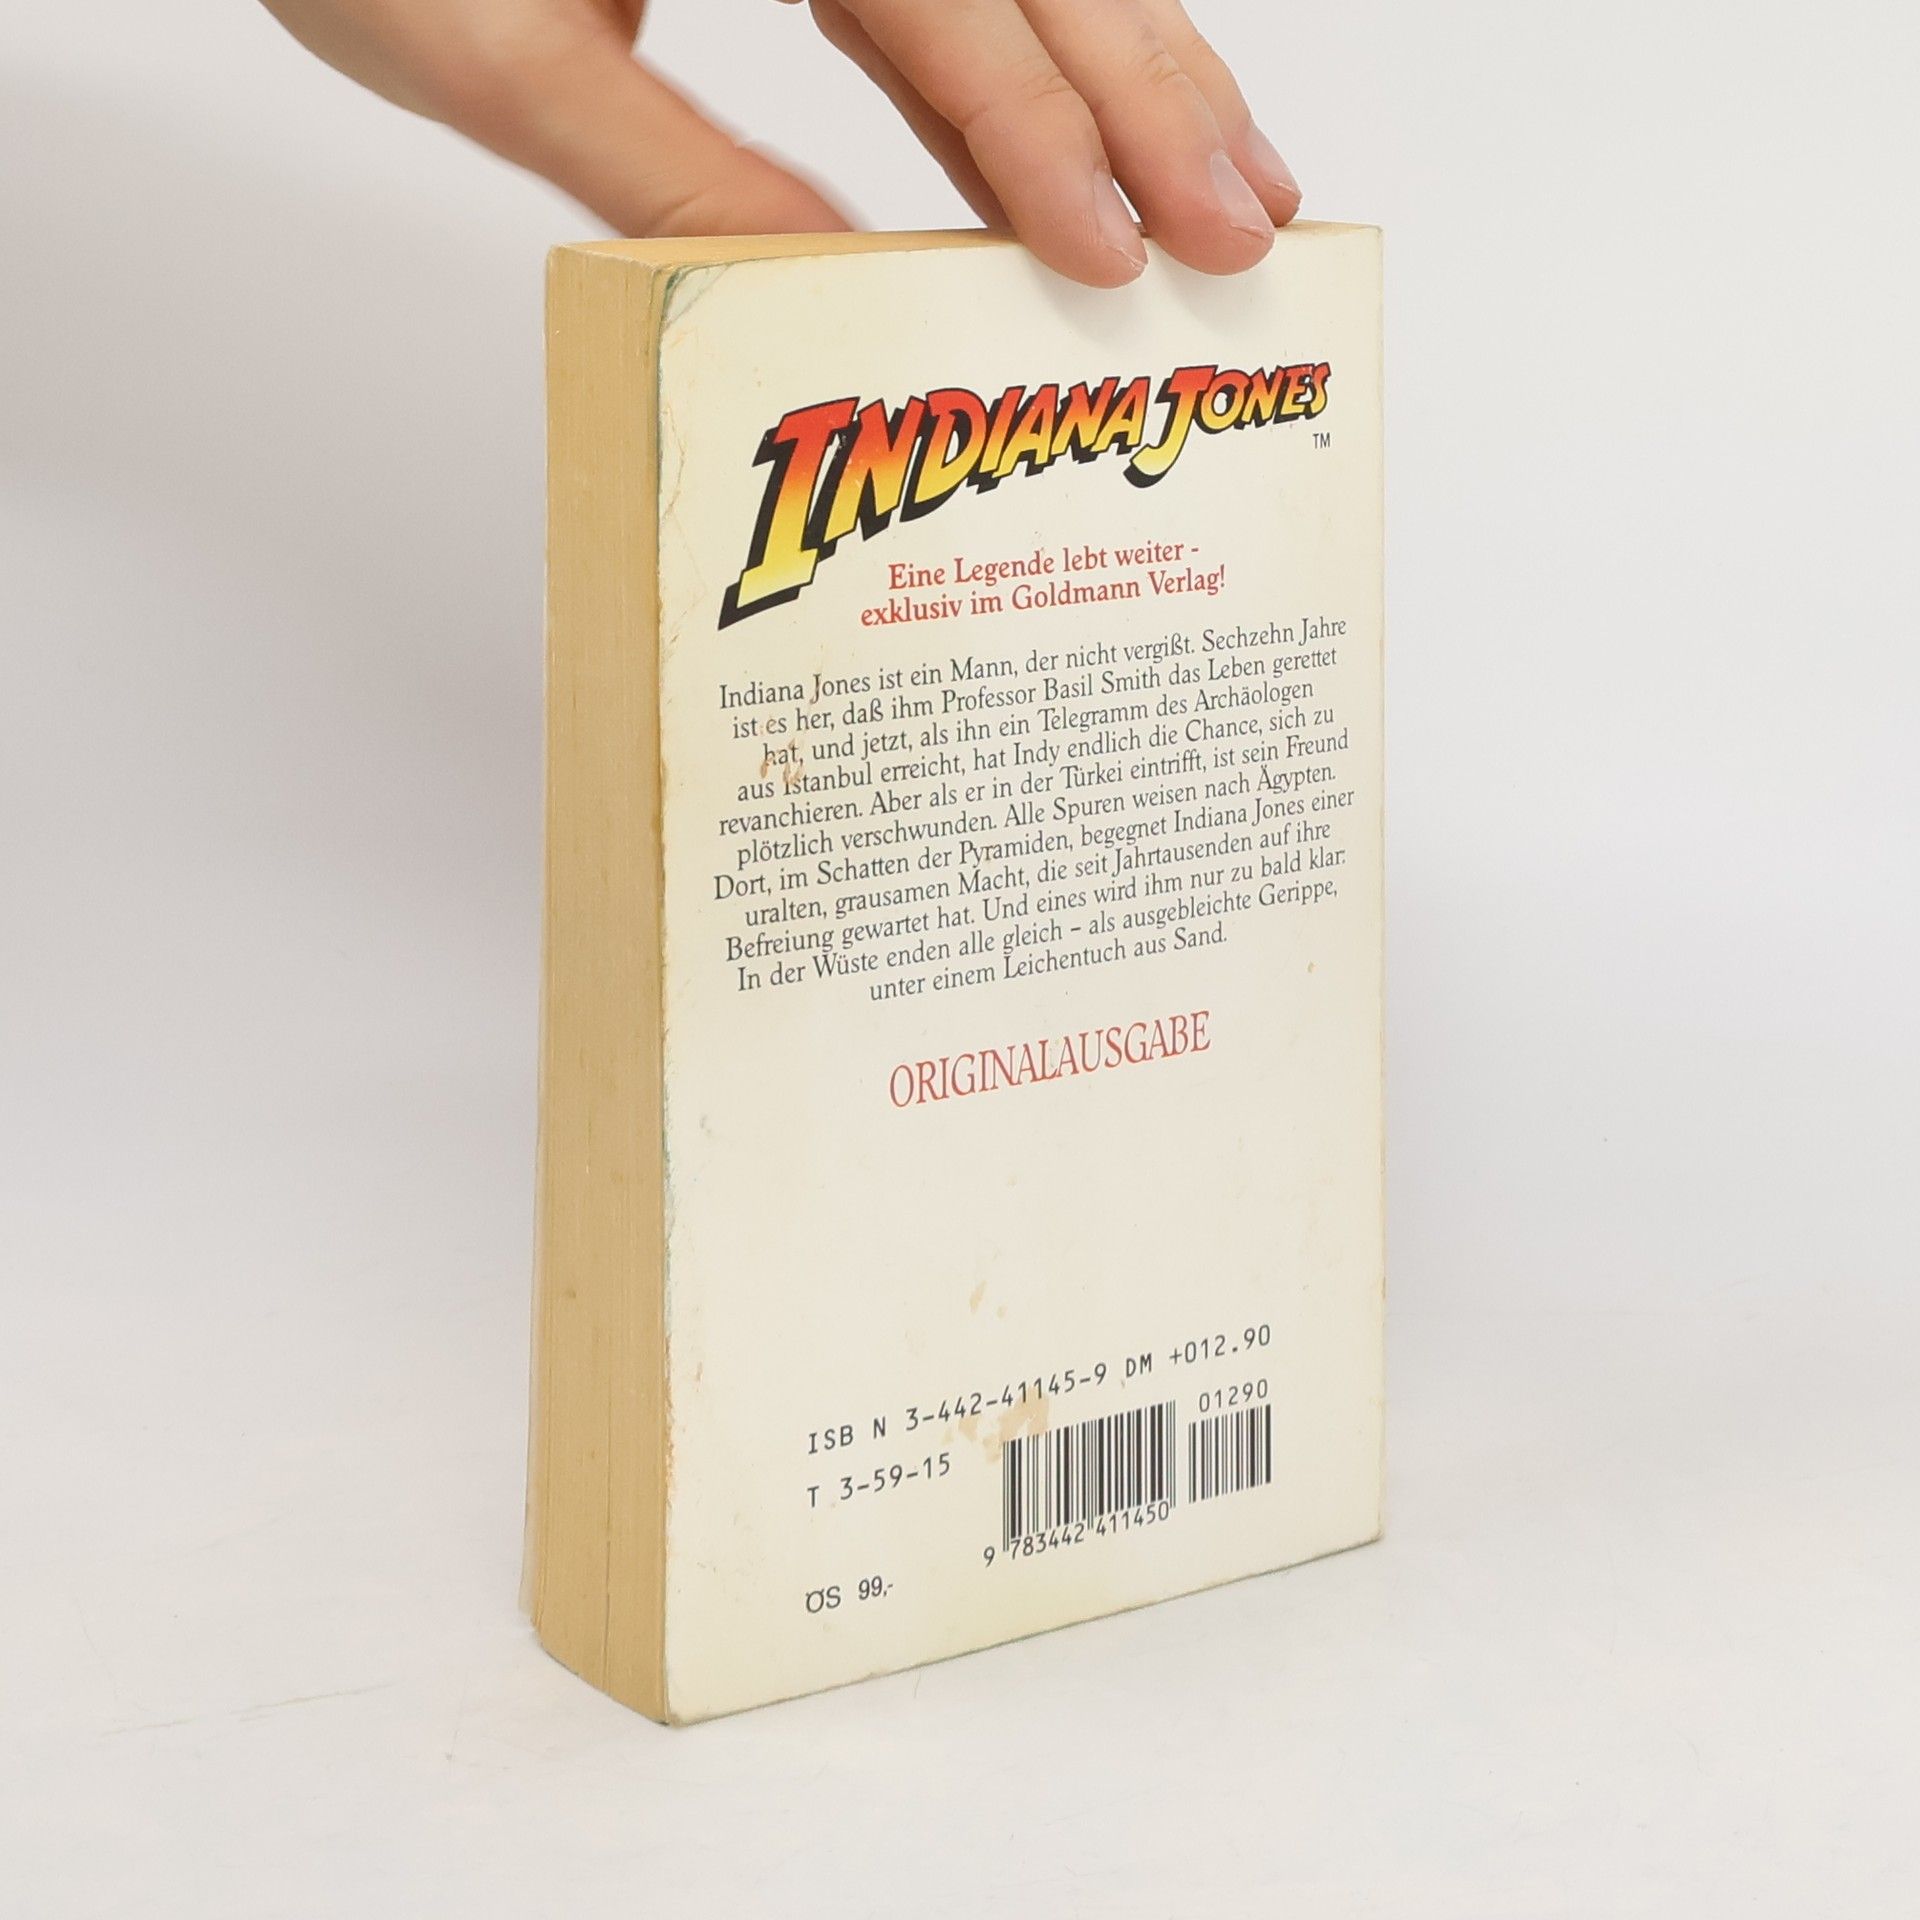 INDIANA JONES
TM
Eine Legende lebt weiter -
exklusiv im Goldmann Verlag!
Indiana Jones ist ein Mann, der nicht vergißt. Sechzehn Jahre
ist es her, daß ihm Professor Basil Smith das Leben gerettet
hat, und jetzt, als ihn ein Telegramm des Archäologen
aus Istanbul erreicht, hat Indy endlich die Chance, sich zu
revanchieren. Aber als er in der Türkei eintrifft, ist sein Freund
plötzlich verschwunden. Alle Spuren weisen nach Ägypten.
Dort, im Schatten der Pyramiden, begegnet Indiana Jones einer
uralten, grausamen Macht, die seit Jahrtausenden auf ihre
Befreiung gewartet hat. Und eines wird ihm nur zu bald klar:
In der Wüste enden alle gleich – als ausgebleichte Gerippe,
unter einem Leichentuch aus Sand.
ORIGINALAUSGABE
ISB N 3-442-41145-9 DM +012.90
T 3-59-15
01290
9 783442 411450
ÖS 99,-